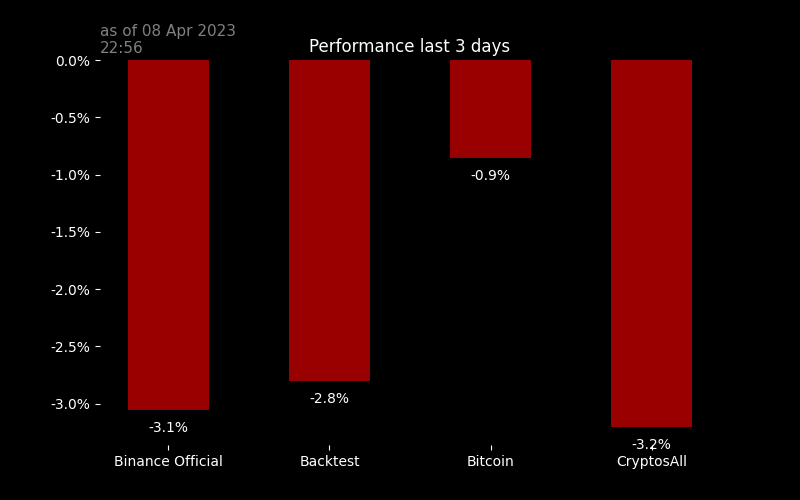 as of 08 Apr 2023
22:56
Performance last 3 days
0.0%
-0.5%
-1.0%
-1.5%
-2.0%
-2.5%
-3.0%
-3.1%
-2.8%
-0.9%
-3.2%
Binance Official
Backtest
Bitcoin
CryptosAll